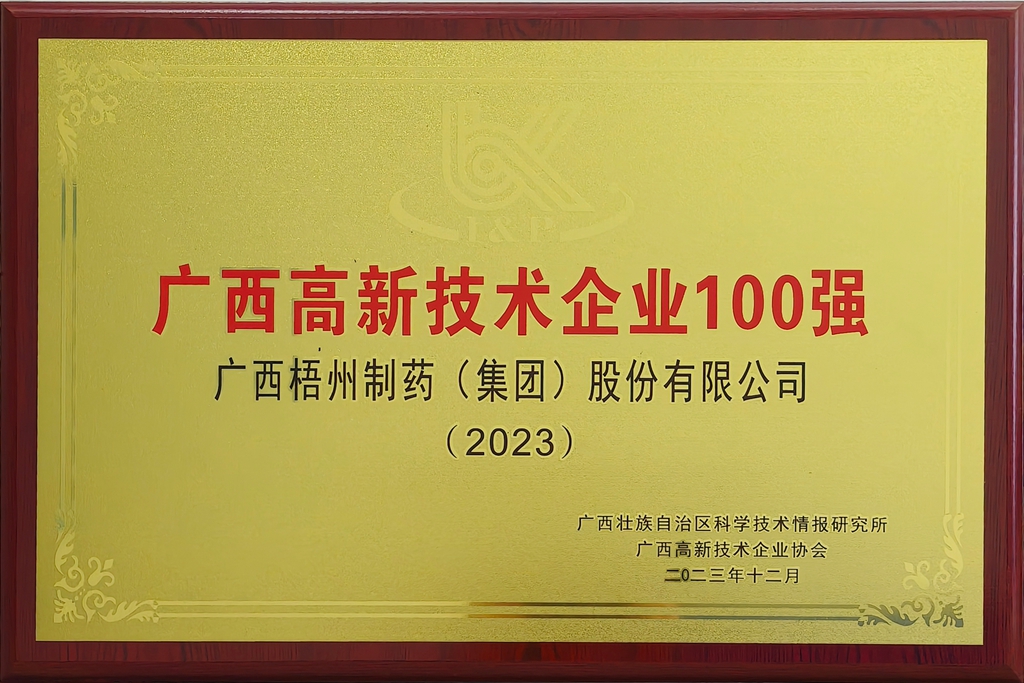 I&P
广西高新技术企业100强
广西梧州制药（集团）股份有限公司
（2023）
广西壮族自治区科学技术情报研究所
广西高新技术企业协会
二0二三年十二月